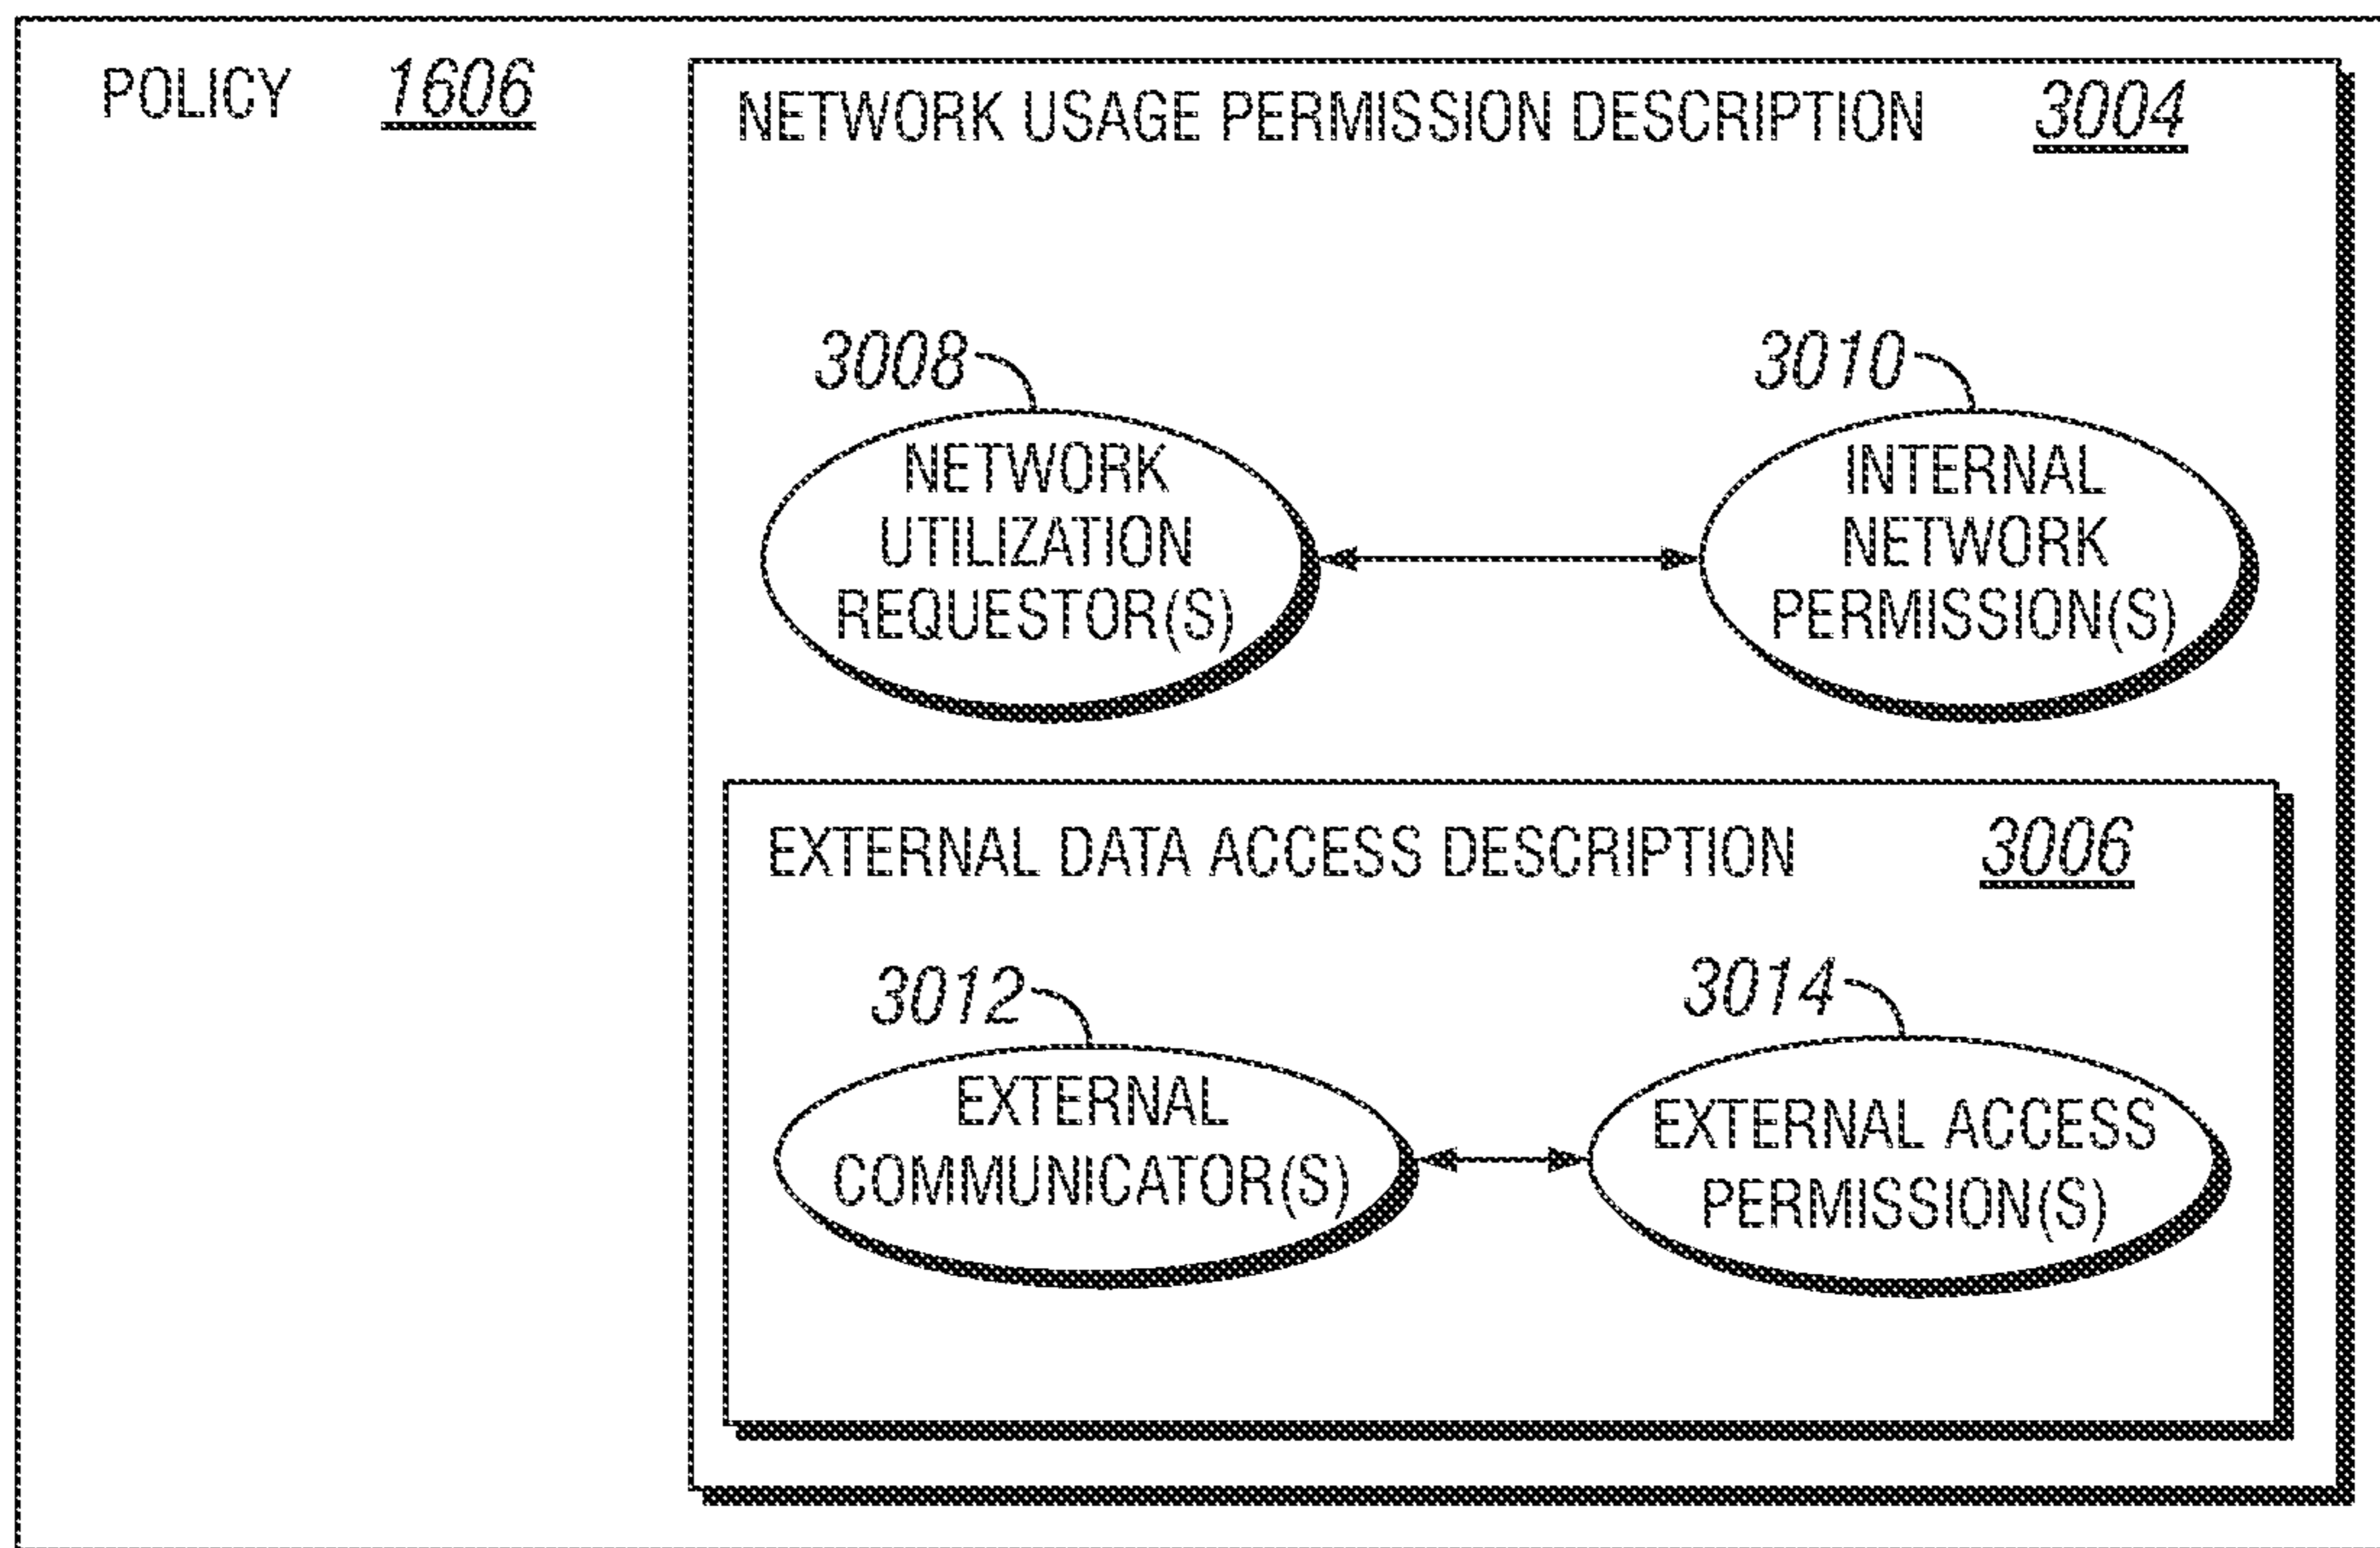 POLICY 1606
NETWORK USAGE PERMISSION DESCRIPTION 3004
3008
NETWORK
UTILIZATION
REQUESTOR(S)
3010
INTERNAL
NETWORK
PERMISSION(S)
EXTERNAL DATA ACCESS DESCRIPTION 3006
3012
EXTERNAL
COMMUNICATOR(S)
3014
EXTERNAL ACCESS
PERMISSION(S)